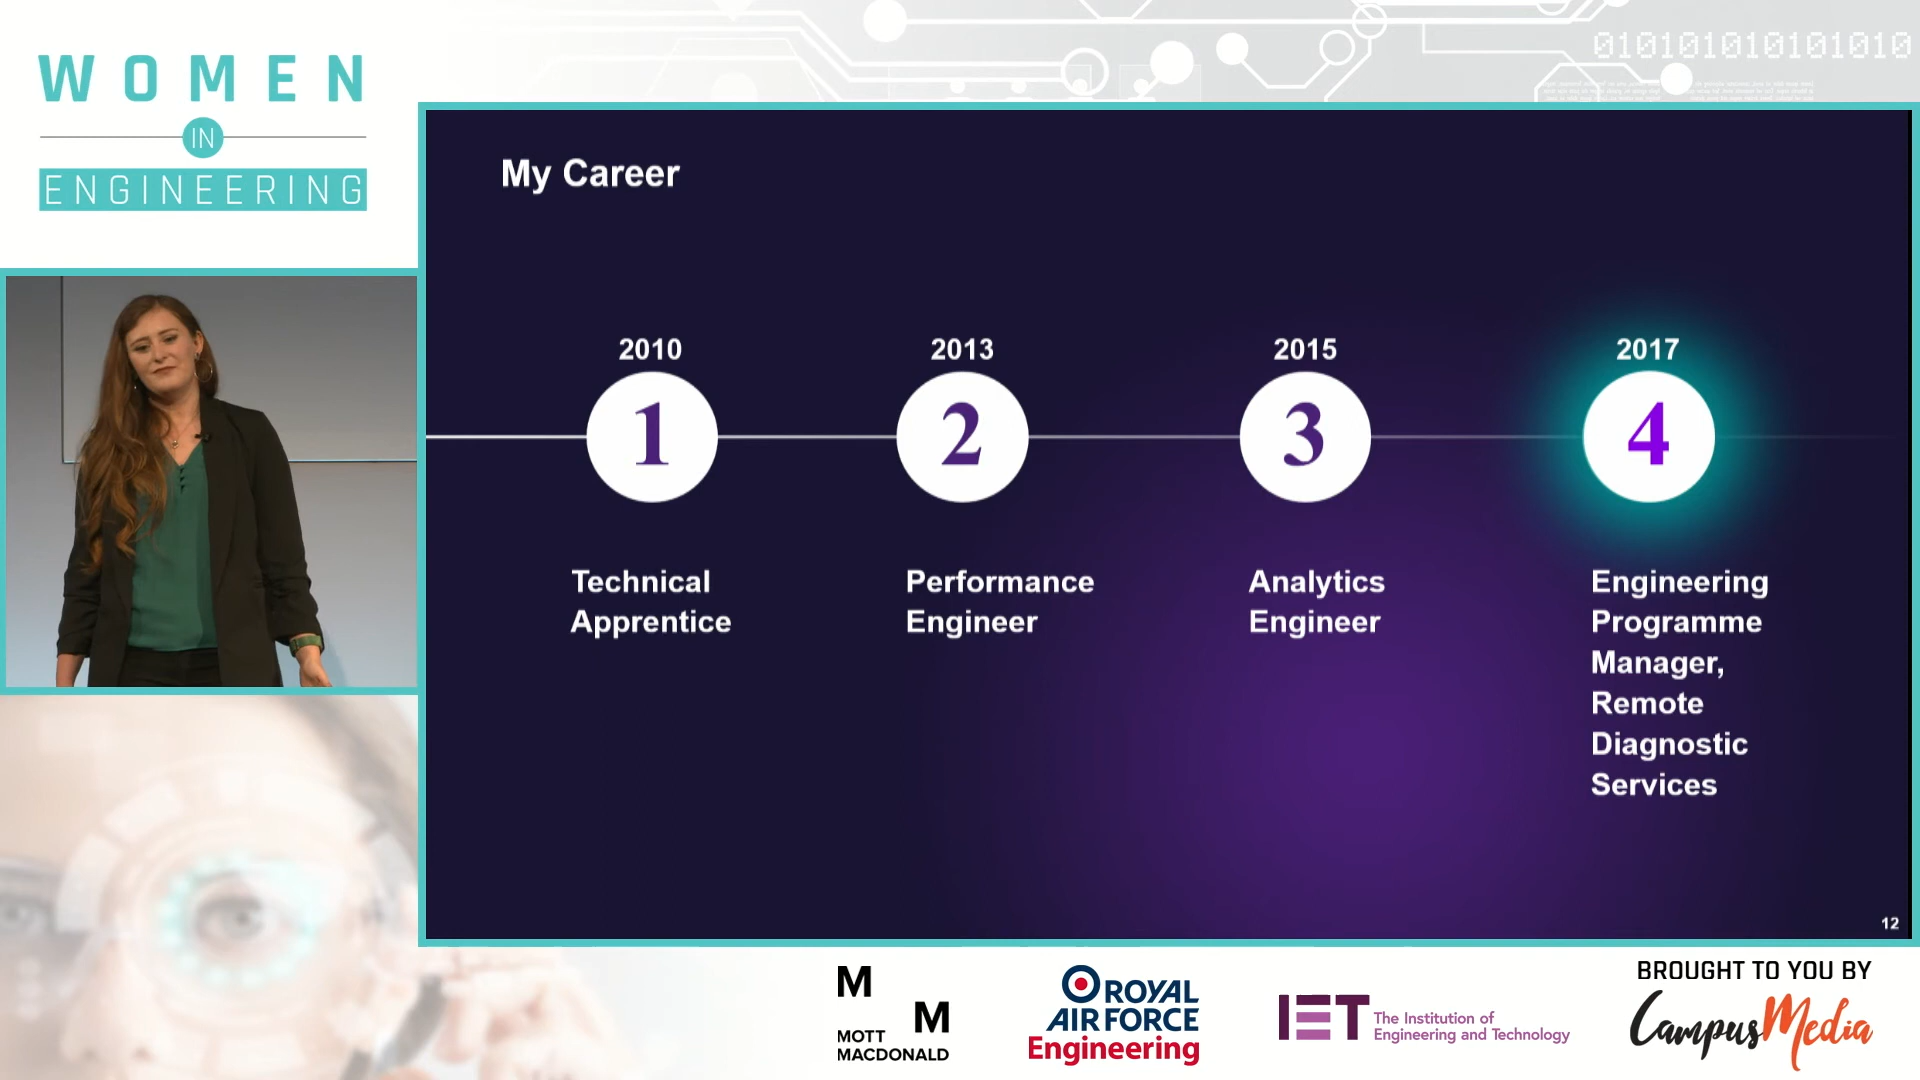 WOMEN
IN
ENGINEERING
010101010101010
My Career
2010
2013
2015
2017
1
2
3
4
Technical
Apprentice
Performance
Engineer
Analytics
Engineer
Engineering
Programme
Manager,
Remote
Diagnostic
Services
12
M
M
MOTT
MACDONALD
ROYAL
AIR FORCE
Engineering
IET
The Institution of
Engineering and Technology
BROUGHT TO YOU BY
CampusMedia